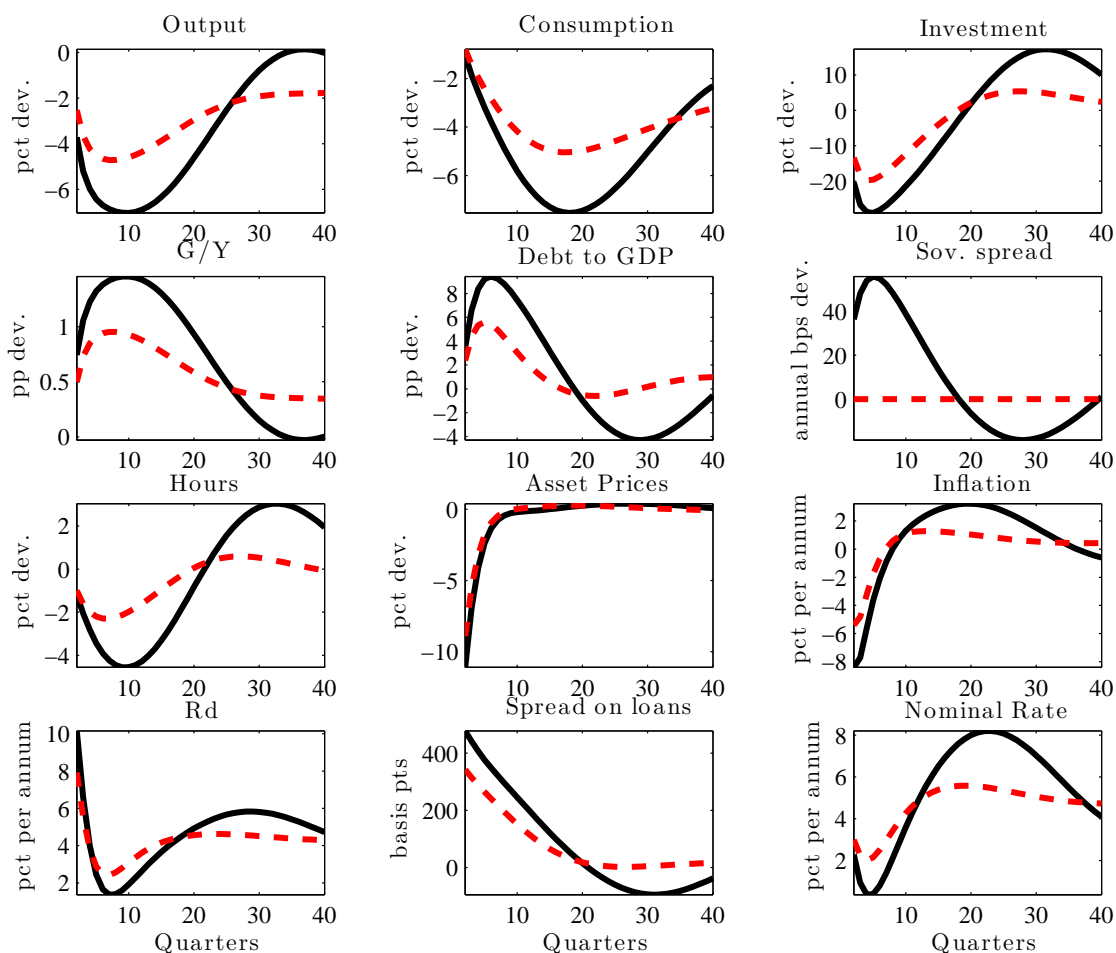 Output
Consumption
Investment
0
−2
−4
−6
pct dev.
10 20 30 40
−2
−4
−6
pct dev.
10 20 30 40
10
0
−10
−20
pct dev.
10 20 30 40
G/Y
Debt to GDP
Sov. spread
1
0.5
0
pp dev.
10 20 30 40
8
6
4
2
0
−2
−4
pp dev.
10 20 30 40
40
20
0
annual bps dev.
10 20 30 40
Hours
Asset Prices
Inflation
2
0
−2
−4
pct dev.
10 20 30 40
0
−5
−10
pct dev.
10 20 30 40
2
0
−2
−4
−6
−8
pct per annum
10 20 30 40
Rd
Spread on loans
Nominal Rate
10
8
6
4
2
pct per annum
10 20 30 40
Quarters
400
200
0
basis pts
10 20 30 40
Quarters
8
6
4
2
pct per annum
10 20 30 40
Quarters